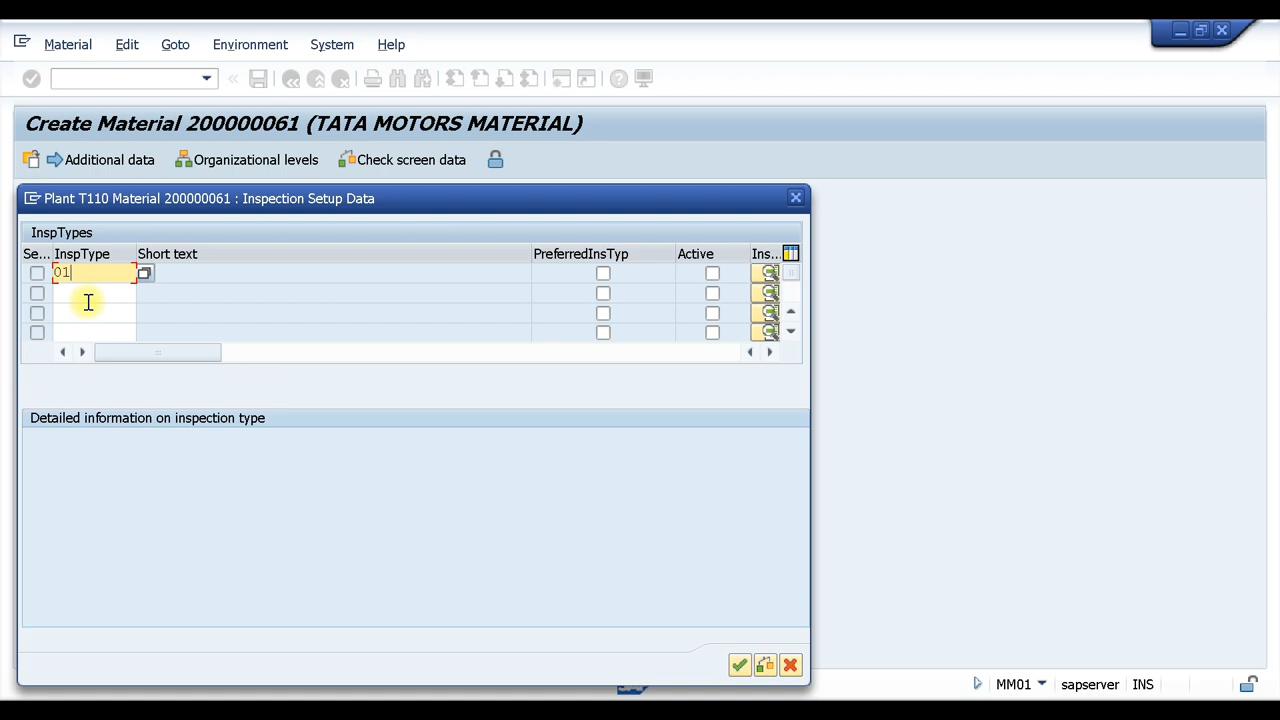 Material Edit Goto Environment System Help
Create Material 200000061 (TATA MOTORS MATERIAL)
Additional data Organizational levels Check screen data
Plant T110 Material 200000061 : Inspection Setup Data
InspTypes
Se... InspType Short text PreferredInsTyp Active Ins...
01
Detailed information on inspection type
MM01 sapserver INS